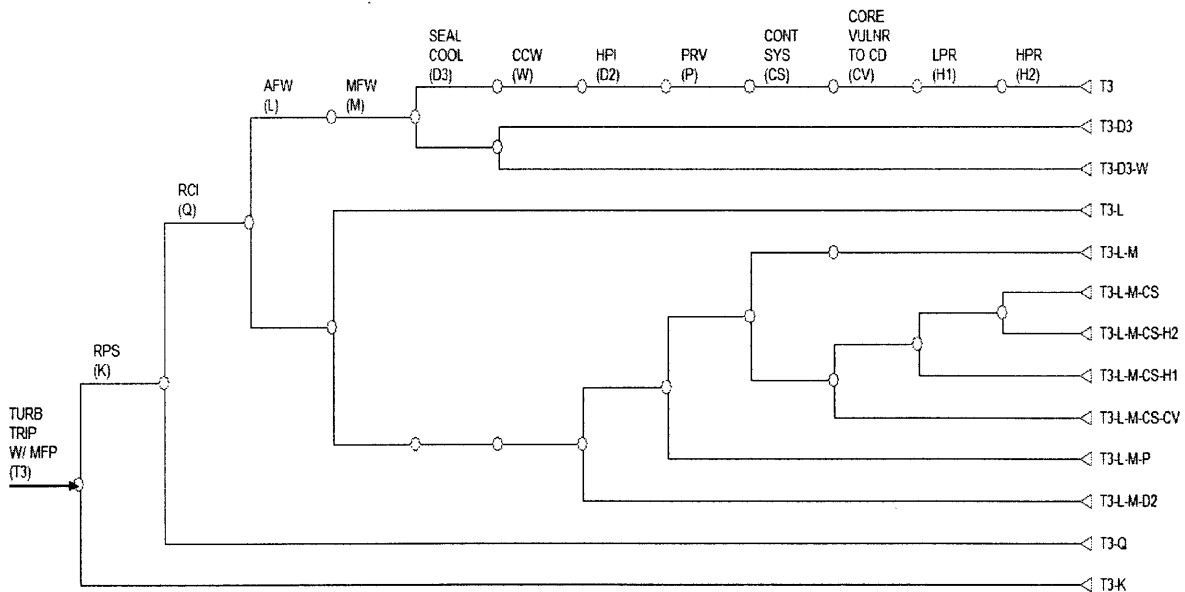 SEAL
COOL
(D3)
CCW
(W)
HPI
(D2)
PRV
(P)
CONT
SYS
(CS)
CORE
VULNR
TO CD
(CV)
LPR
(H1)
HPR
(H2)
AFW
(L)
MFW
(M)
RCI
(Q)
RPS
(K)
TURB
TRIP
W/ MFP
(T3)
T3
T3-D3
T3-D3-W
T3-L
T3-L-M
T3-L-M-CS
T3-L-M-CS-H2
T3-L-M-CS-H1
T3-L-M-CS-CV
T3-L-M-P
T3-L-M-D2
T3-Q
T3-K